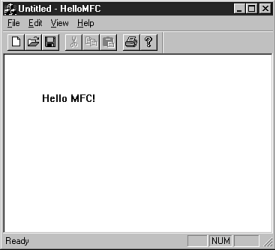 Untitled - HelloMFC
File Edit View Help
Hello MFC!
Ready NUM